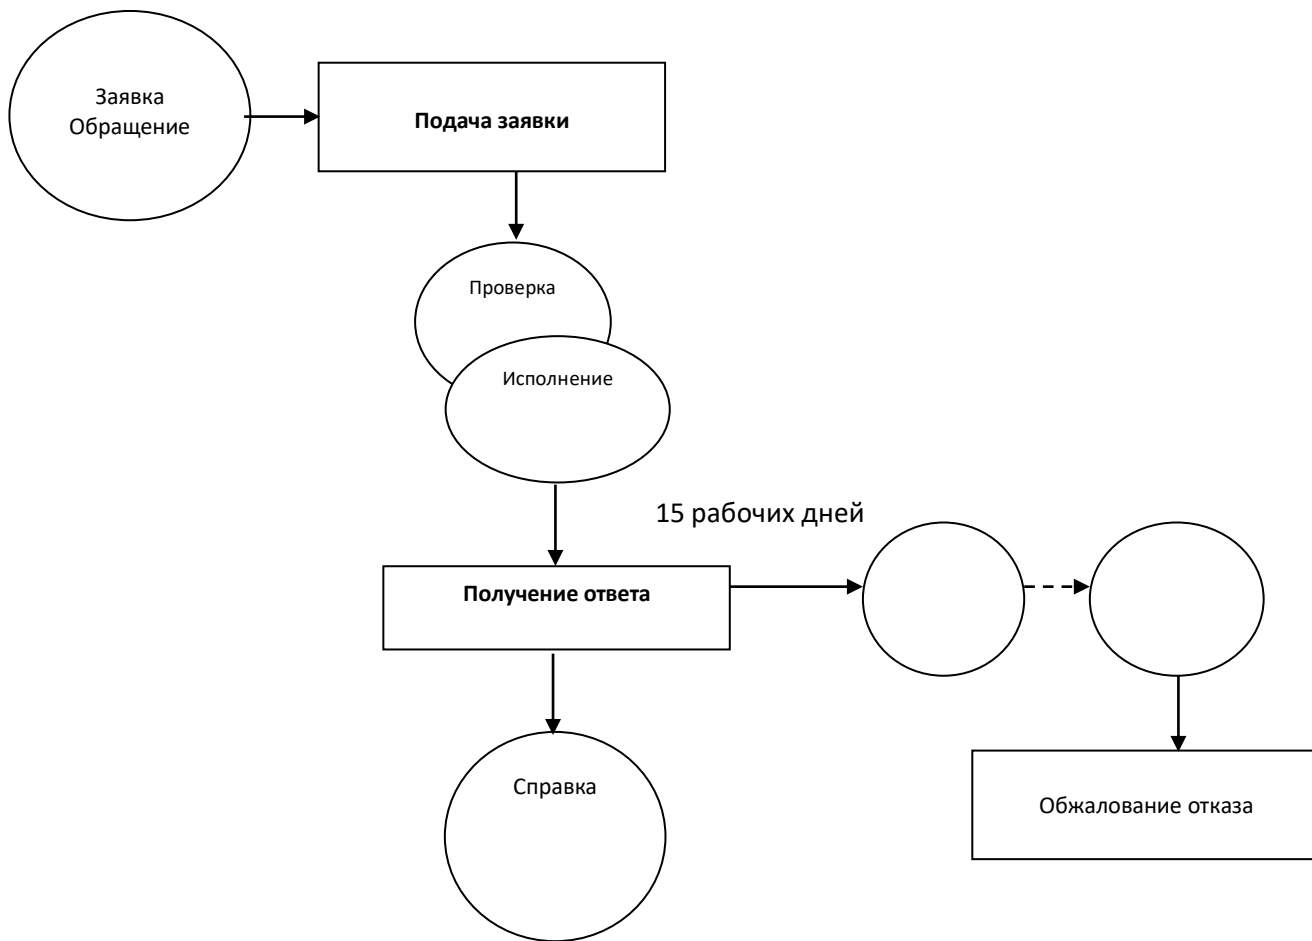 Заявка
Обращение
Подача заявки
Проверка
Исполнение
15 рабочих дней
Получение ответа
Справка
Обжалование отказа